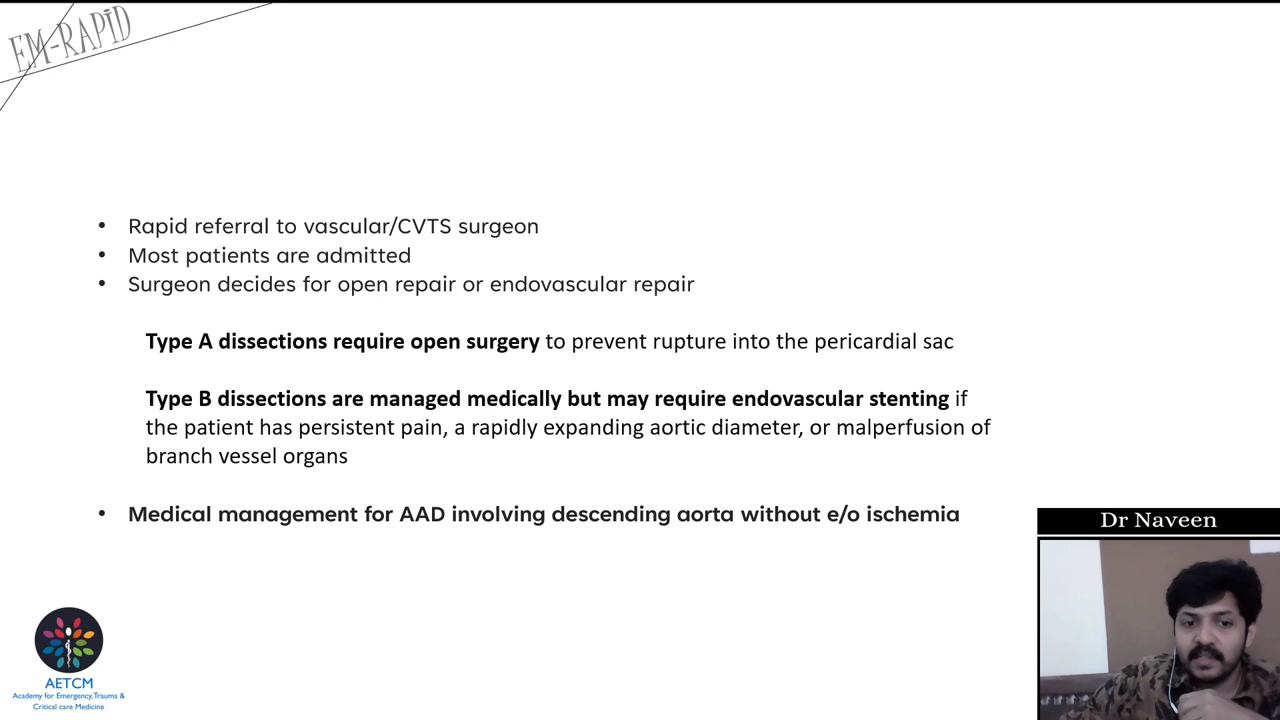 EM-RAPID
• Rapid referral to vascular/CVTS surgeon
• Most patients are admitted
• Surgeon decides for open repair or endovascular repair
Type A dissections require open surgery to prevent rupture into the pericardial sac
Type B dissections are managed medically but may require endovascular stenting if
the patient has persistent pain, a rapidly expanding aortic diameter, or malperfusion of
branch vessel organs
• Medical management for AAD involving descending aorta without e/o ischemia
Dr Naveen
AETCM
Academy for Emergency, Trauma &
Critical care Medicine